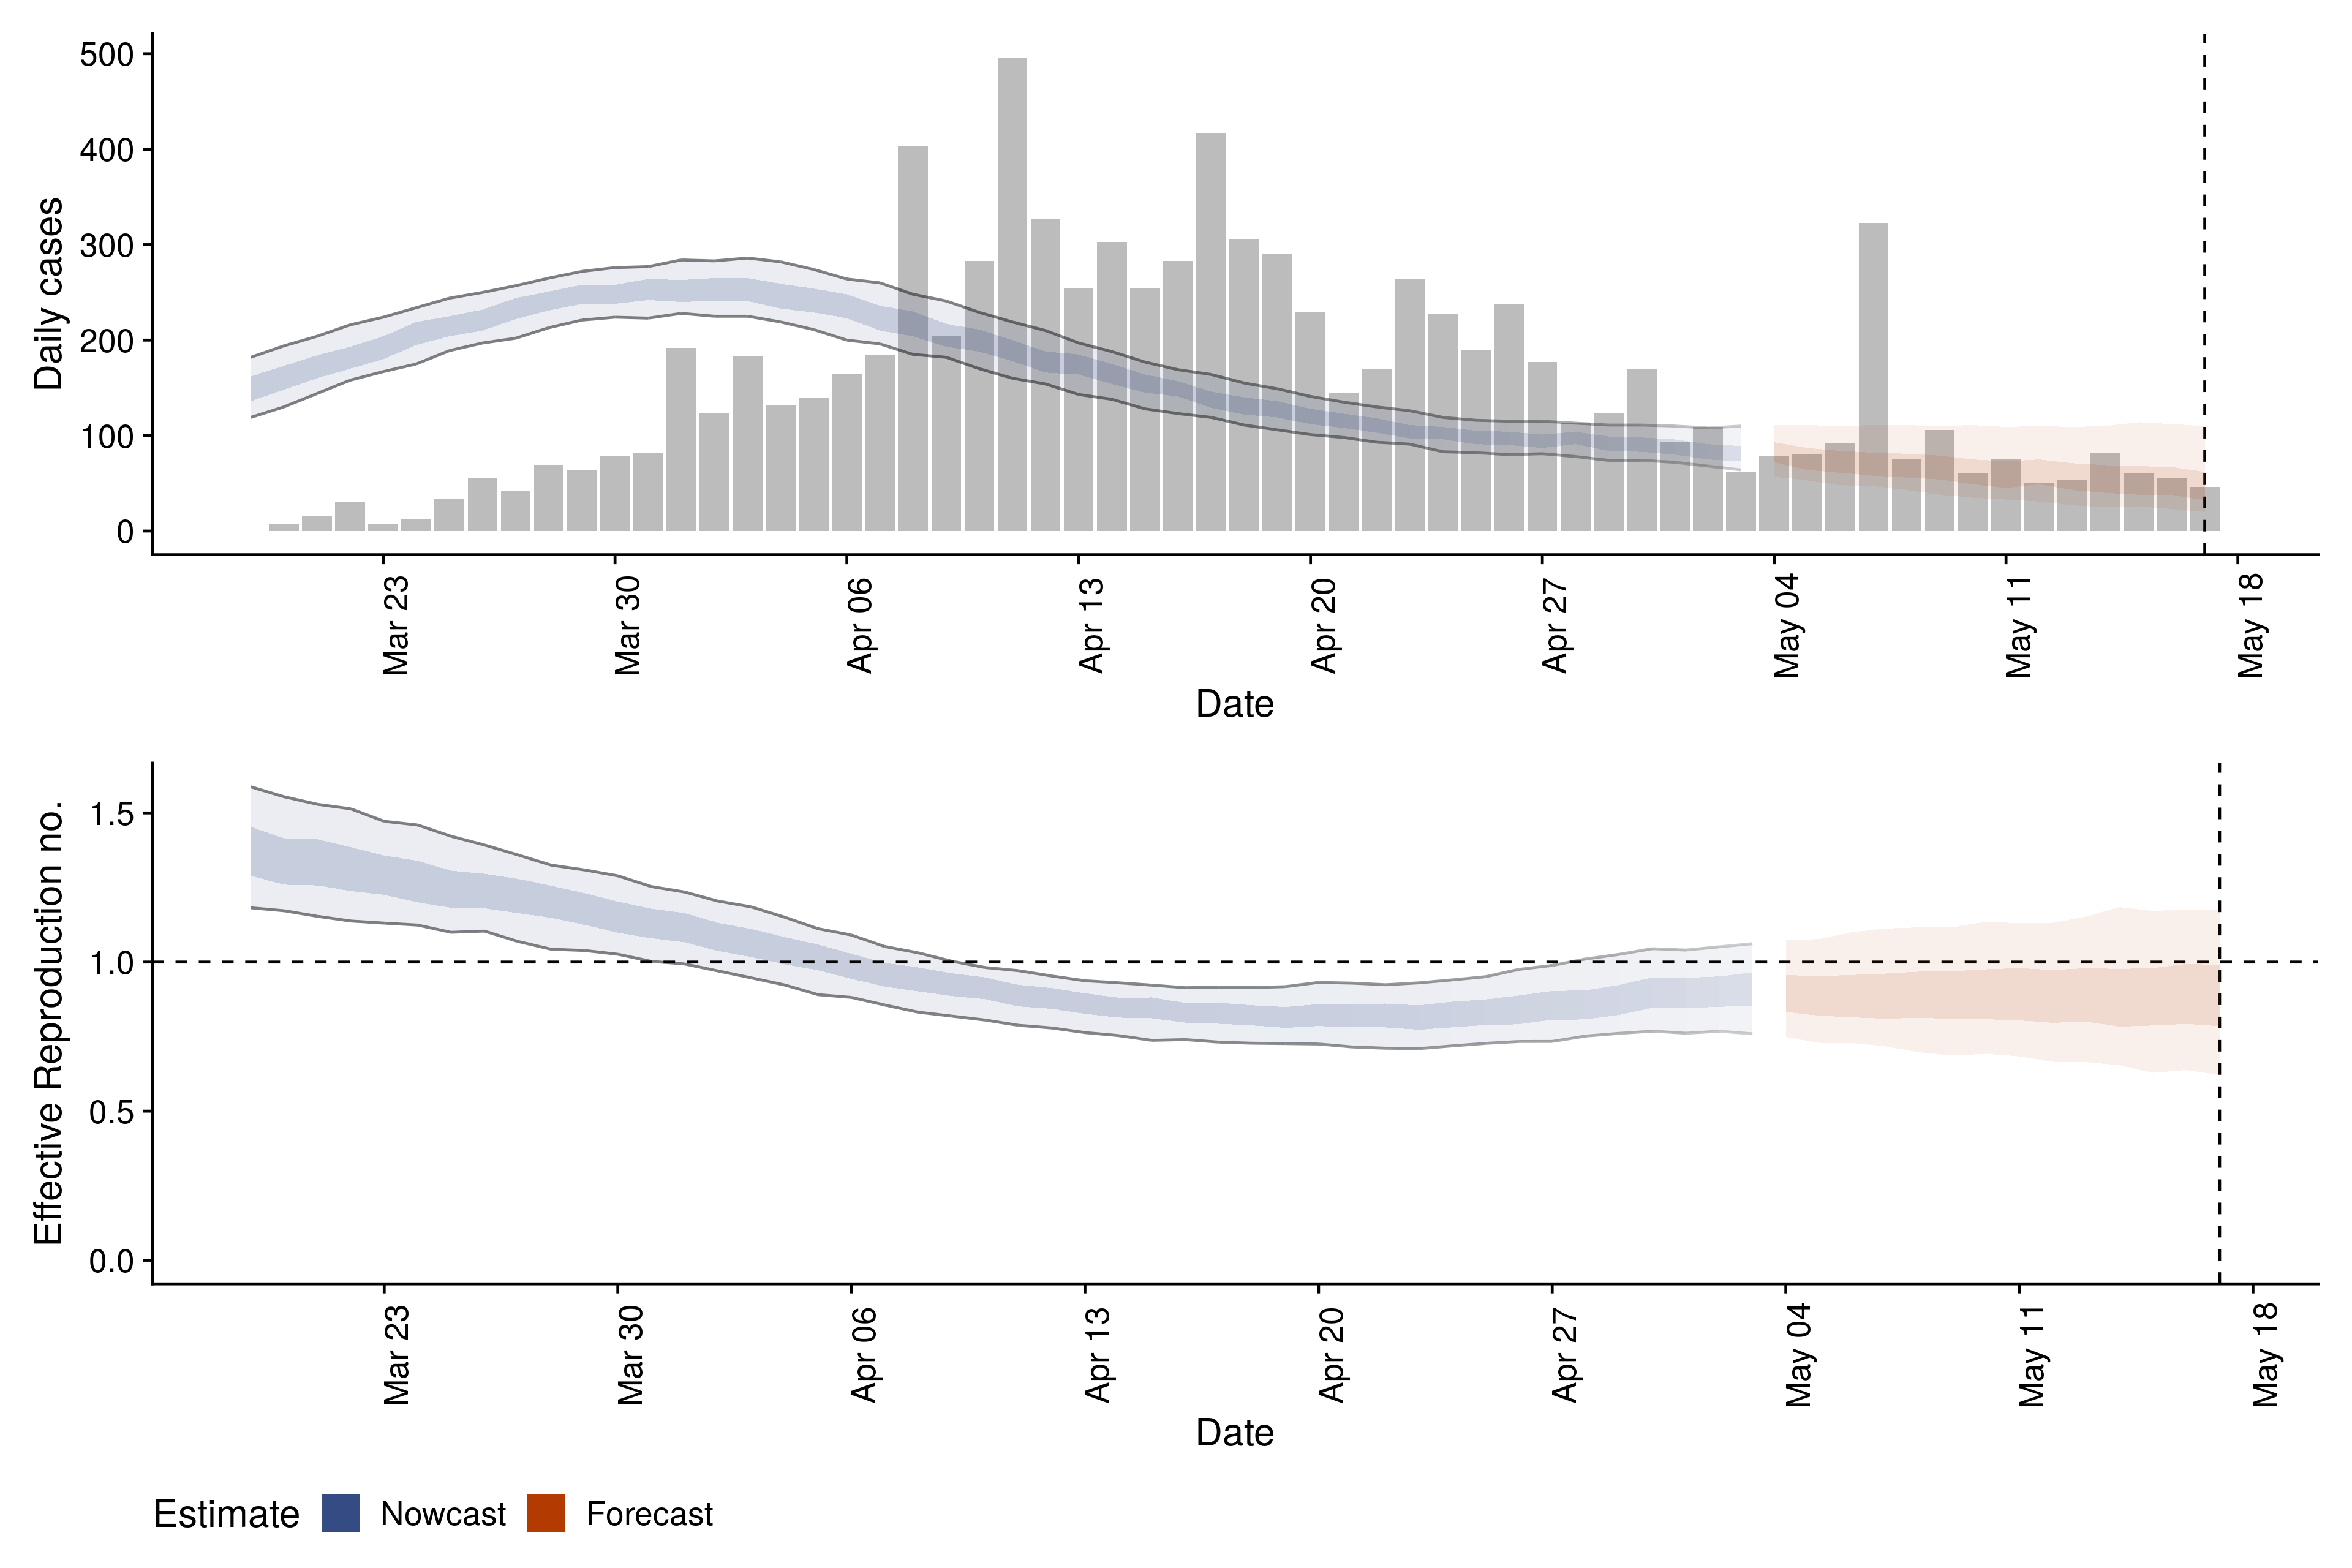 Daily cases
500
400
300
200
100
0
Mar 23
Mar 30
Apr 06
Apr 13
Apr 20
Apr 27
May 04
May 11
May 18
Date
Effective Reproduction no.
1.5
1.0
0.5
0.0
Mar 23
Mar 30
Apr 06
Apr 13
Apr 20
Apr 27
May 04
May 11
May 18
Date
Estimate Nowcast Forecast